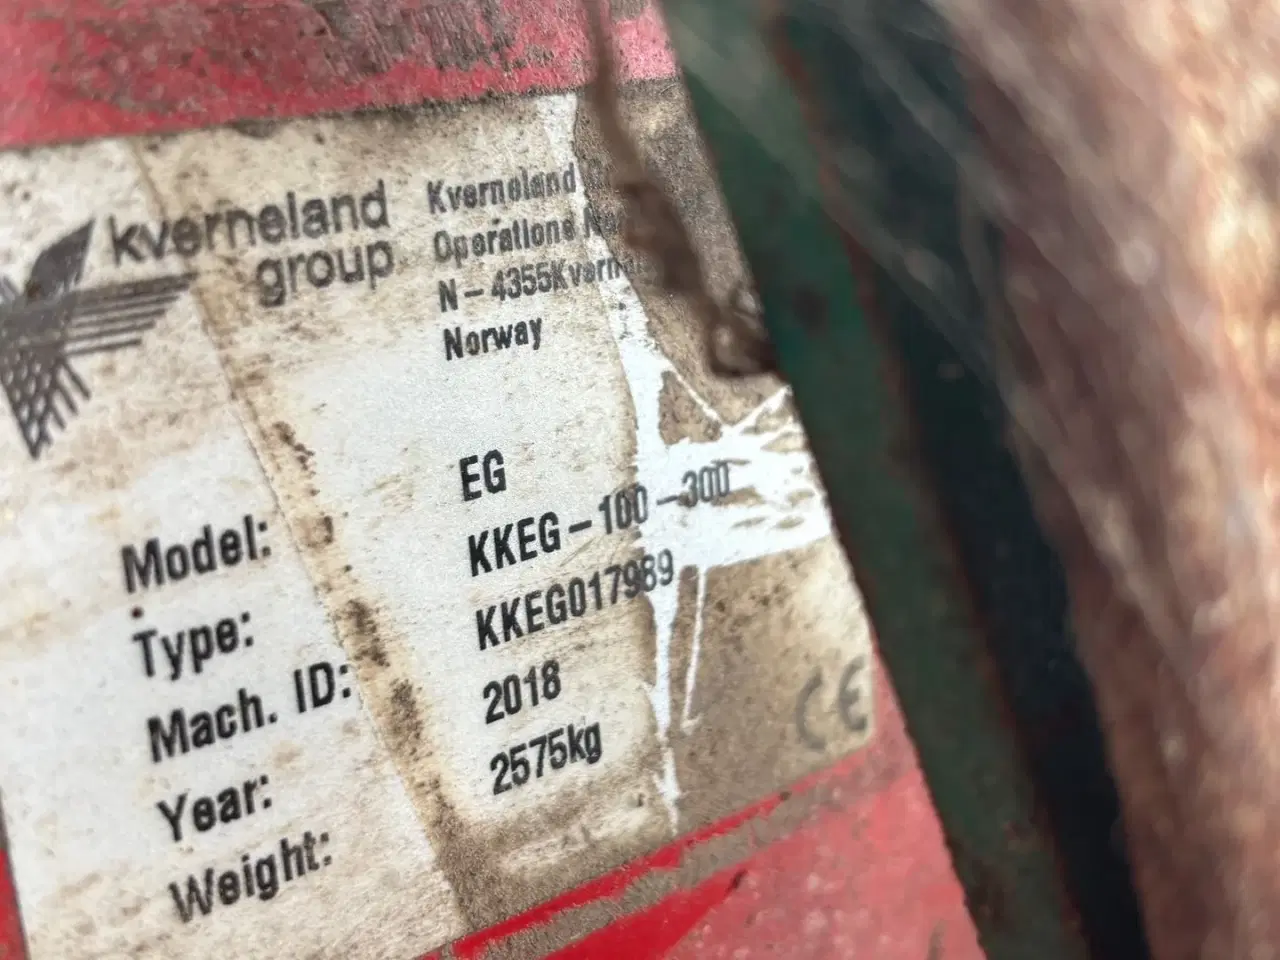 kverneland
group
Kverneland
Operations
N-4355Kverne
Norway
Model: EG
Type: KKEG-100-300
Mach. ID: KKEG017989
Year: 2018
Weight: 2575kg
CE